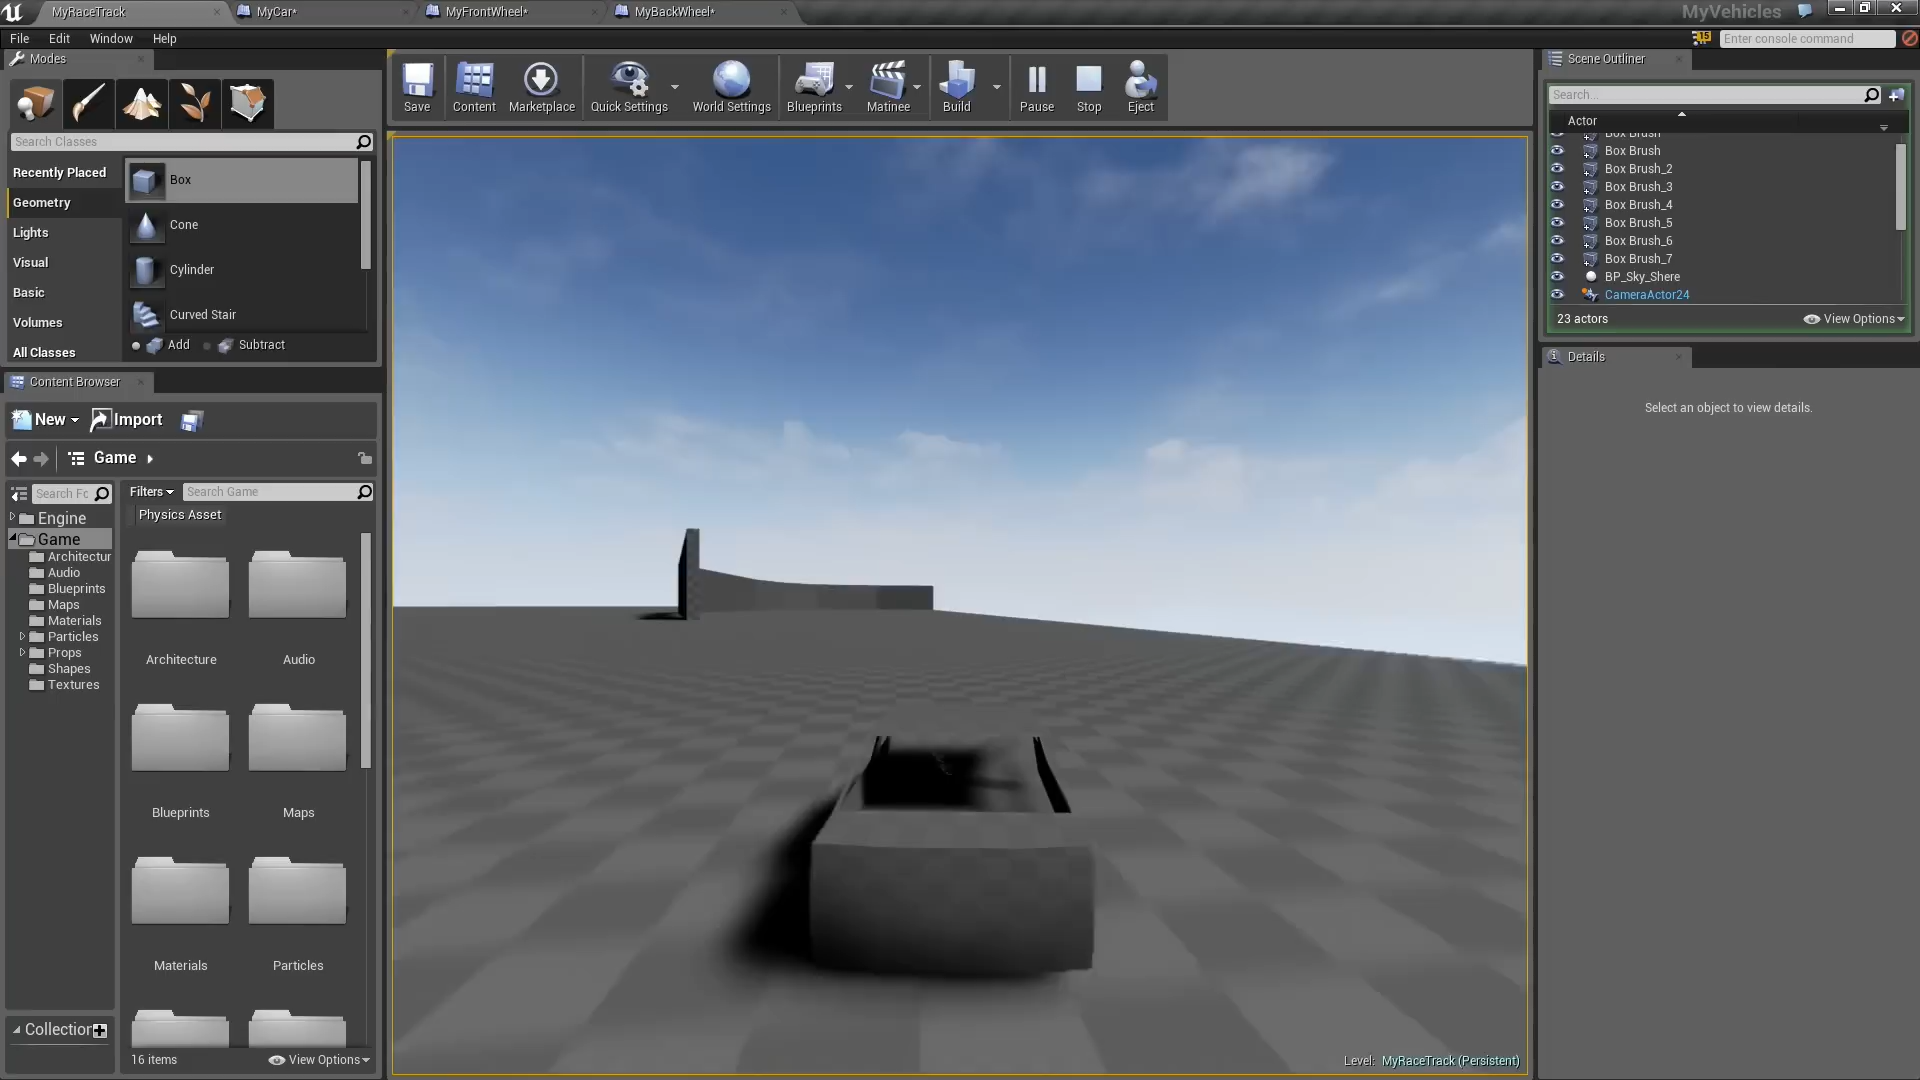 MyRaceTrack
MyCar*
MyFrontWheel*
MyBackWheel*
MyVehicles
File Edit Window Help
15
Enter console command
Modes
Search Classes
Recently Placed
Geometry
Lights
Visual
Basic
Volumes
All Classes
Box
Cone
Cylinder
Curved Stair
Add Subtract
Save
Content
Marketplace
Quick Settings
World Settings
Blueprints
Matinee
Build
Pause
Stop
Eject
Scene Outliner
Search...
Actor
Box Brush
Box Brush
Box Brush_2
Box Brush_3
Box Brush_4
Box Brush_5
Box Brush_6
Box Brush_7
BP_Sky_Shere
CameraActor24
23 actors
View Options
Details
Select an object to view details.
Content Browser
New Import
Game
Search Fo
Engine
Game
Architectur
Audio
Blueprints
Maps
Materials
Particles
Props
Shapes
Textures
Collection
Filters Search Game
Physics Asset
Architecture Audio
Blueprints Maps
Materials Particles
16 items View Options
Level: MyRaceTrack (Persistent)